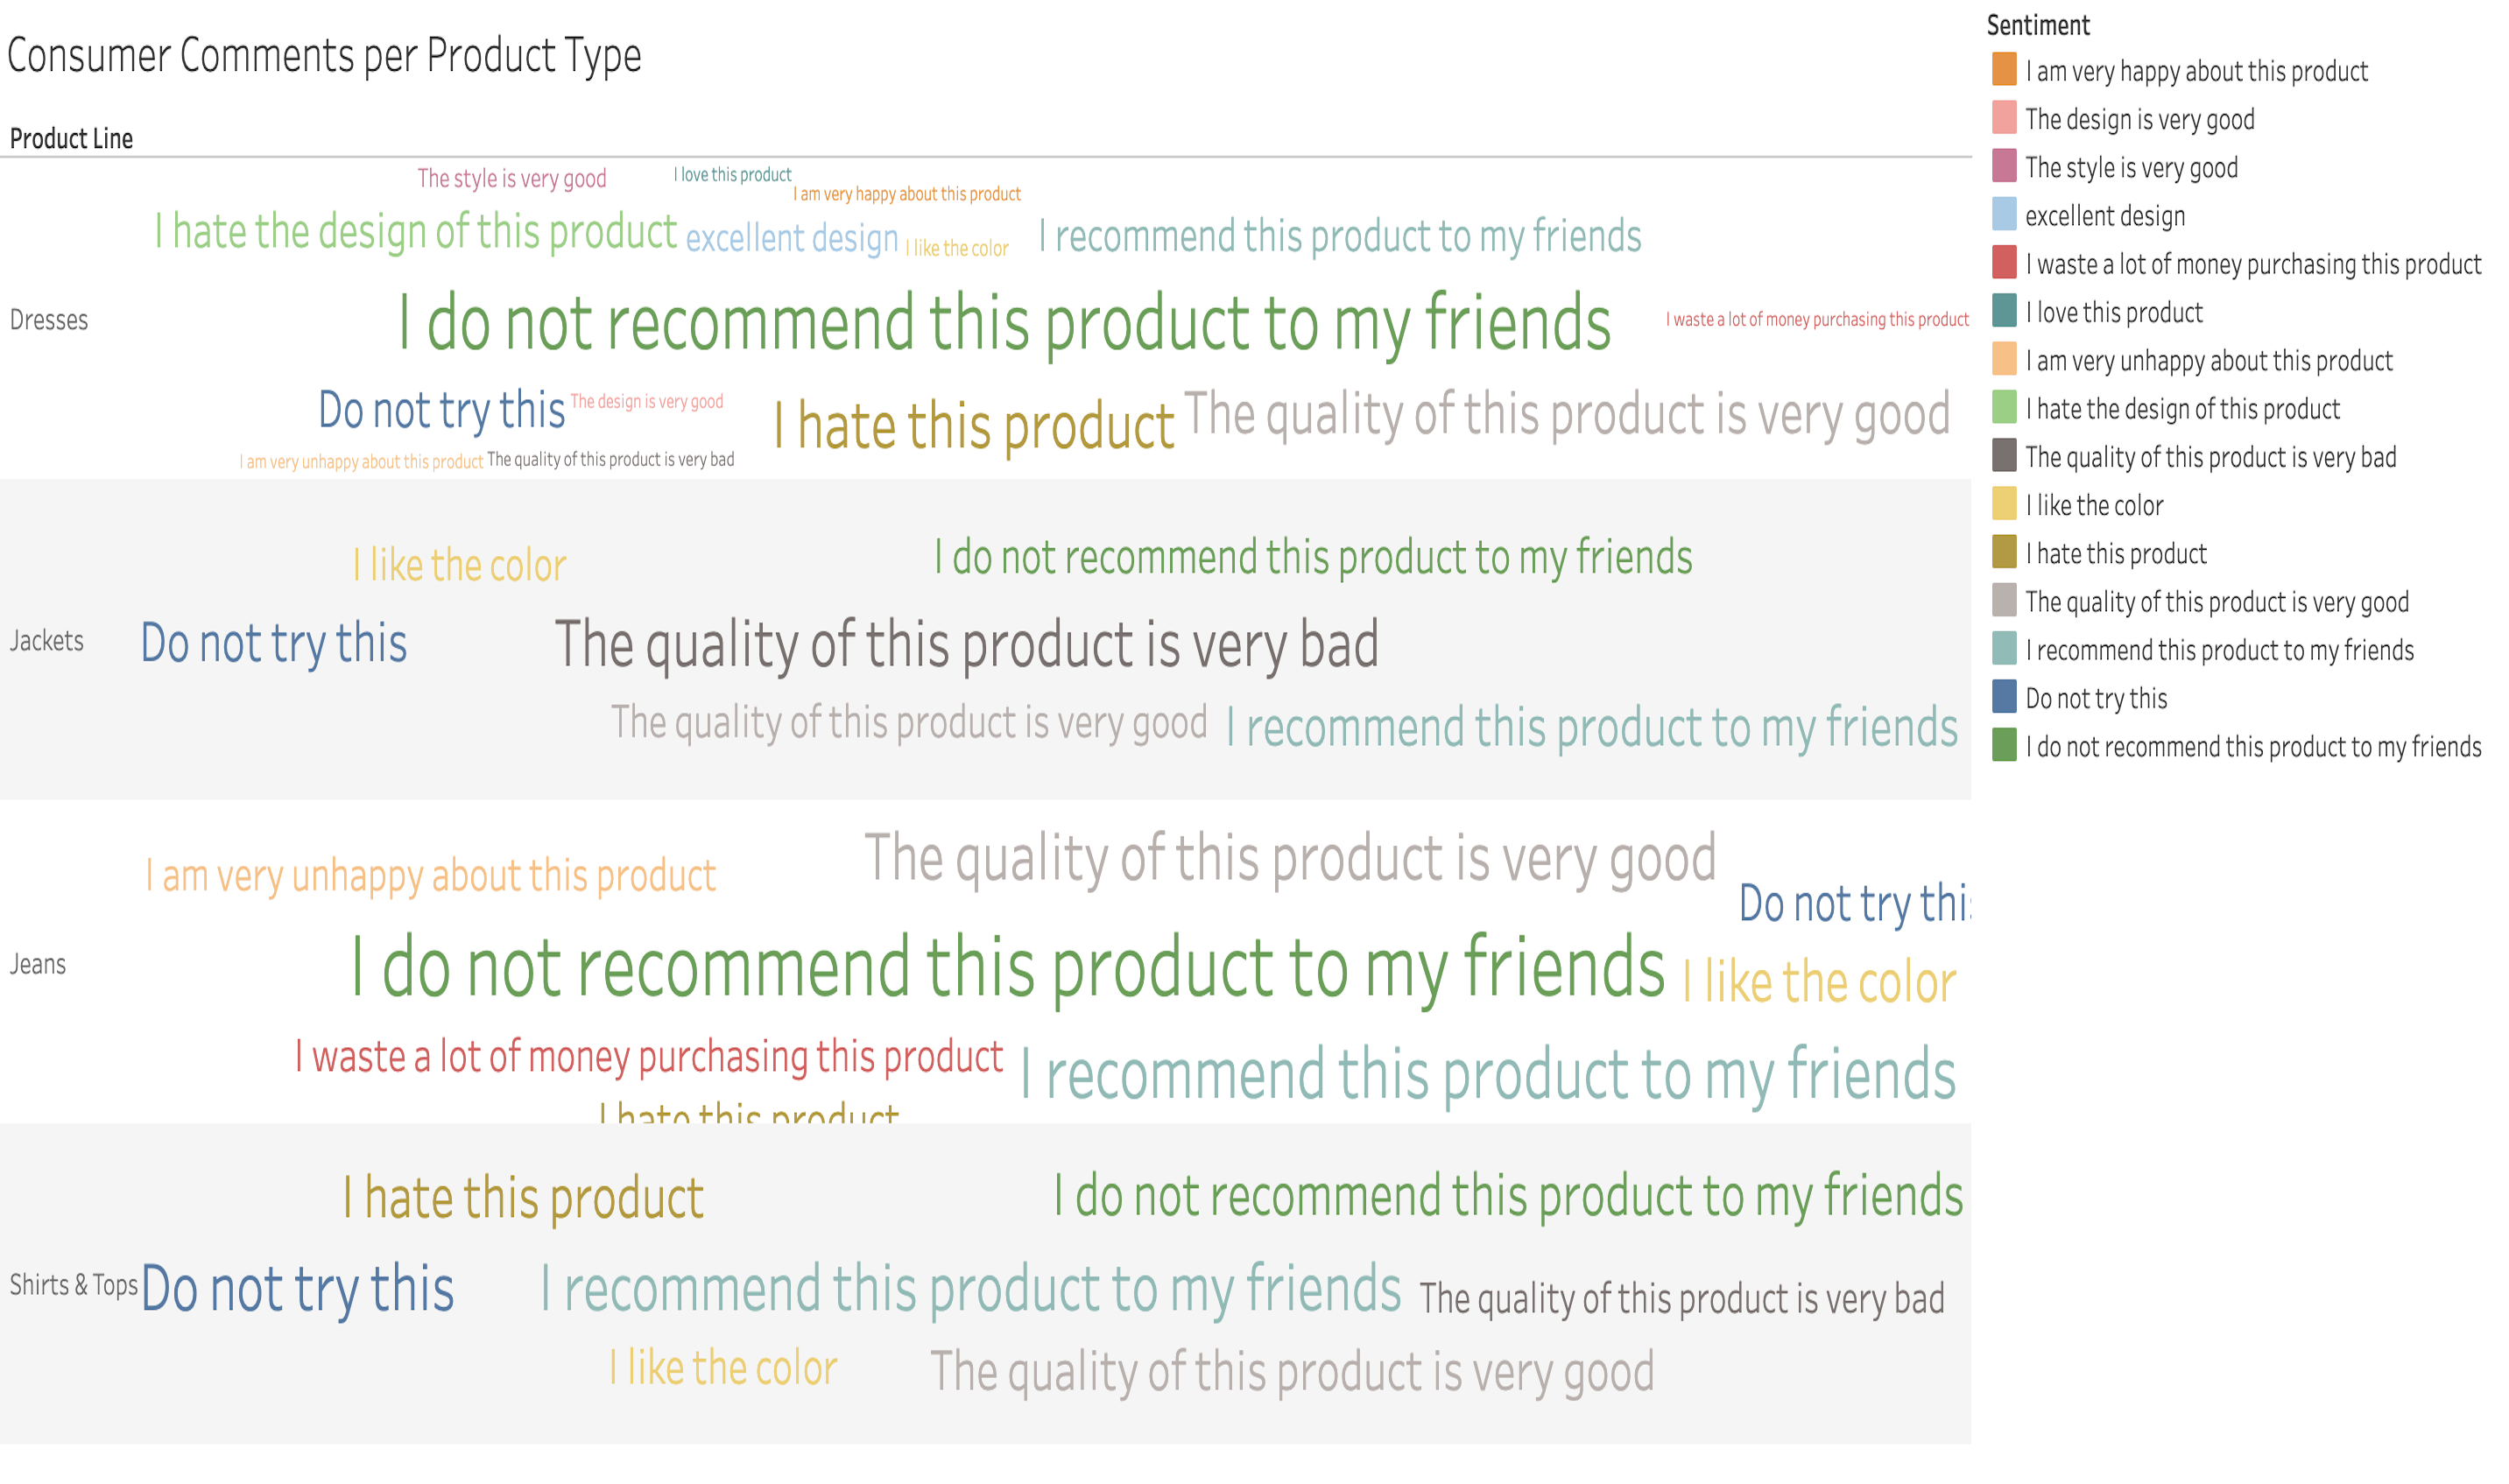 Consumer Comments per Product Type
Product Line
Dresses
The style is very good
I love this product
I am very happy about this product
I hate the design of this product
excellent design
I like the color
I recommend this product to my friends
I do not recommend this product to my friends
I waste a lot of money purchasing this product
Do not try this
The design is very good
I hate this product
The quality of this product is very good
I am very unhappy about this product
The quality of this product is very bad
Jackets
I like the color
I do not recommend this product to my friends
Do not try this
The quality of this product is very bad
The quality of this product is very good
I recommend this product to my friends
Jeans
I am very unhappy about this product
The quality of this product is very good
Do not try this
I do not recommend this product to my friends
I like the color
I waste a lot of money purchasing this product
I recommend this product to my friends
I hate this product
Shirts & Tops
I hate this product
I do not recommend this product to my friends
Do not try this
I recommend this product to my friends
The quality of this product is very bad
I like the color
The quality of this product is very good
Sentiment
I am very happy about this product
The design is very good
The style is very good
excellent design
I waste a lot of money purchasing this product
I love this product
I am very unhappy about this product
I hate the design of this product
The quality of this product is very bad
I like the color
I hate this product
The quality of this product is very good
I recommend this product to my friends
Do not try this
I do not recommend this product to my friends